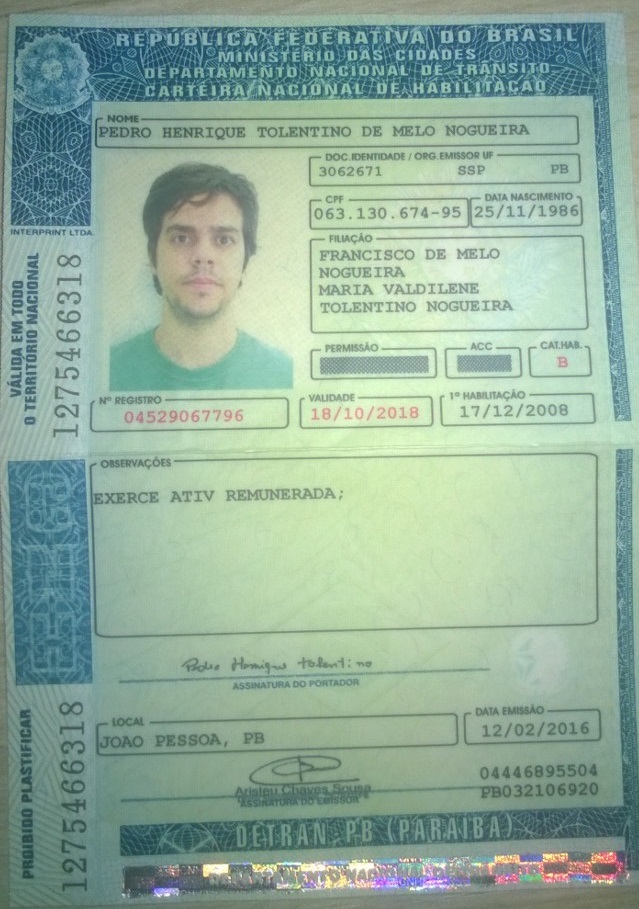 REPÚBLICA FEDERATIVA DO BRASIL
MINISTÉRIO DAS CIDADES
DEPARTAMENTO NACIONAL DE TRÂNSITO
CARTEIRA NACIONAL DE HABILITAÇÃO
NOME
PEDRO HENRIQUE TOLENTINO DE MELO NOGUEIRA
DOC.IDENTIDADE / ORG.EMISSOR UF
3062671 SSP PB
CPF DATA NASCIMENTO
063.130.674-95 25/11/1986
FILIAÇÃO
FRANCISCO DE MELO
NOGUEIRA
MARIA VALDILENE
TOLENTINO NOGUEIRA
PERMISSÃO ACC CAT.HAB.
B
Nº REGISTRO VALIDADE 1ª HABILITAÇÃO
04529067796 18/10/2018 17/12/2008
INTERPRINT LTDA.
VÁLIDA EM TODO
O TERRITÓRIO NACIONAL
1275466318
OBSERVAÇÕES
EXERCE ATIV REMUNERADA;
Pedro Henrique Tolentino
ASSINATURA DO PORTADOR
LOCAL DATA EMISSÃO
JOAO PESSOA, PB 12/02/2016
Aristeu Chaves Sousa
ASSINATURA DO EMISSOR
04446895504
PB032106920
PROIBIDO PLASTIFICAR
1275466318
DETRAN PB (PARAIBA)
DEPARTAMENTO NACIONAL DE